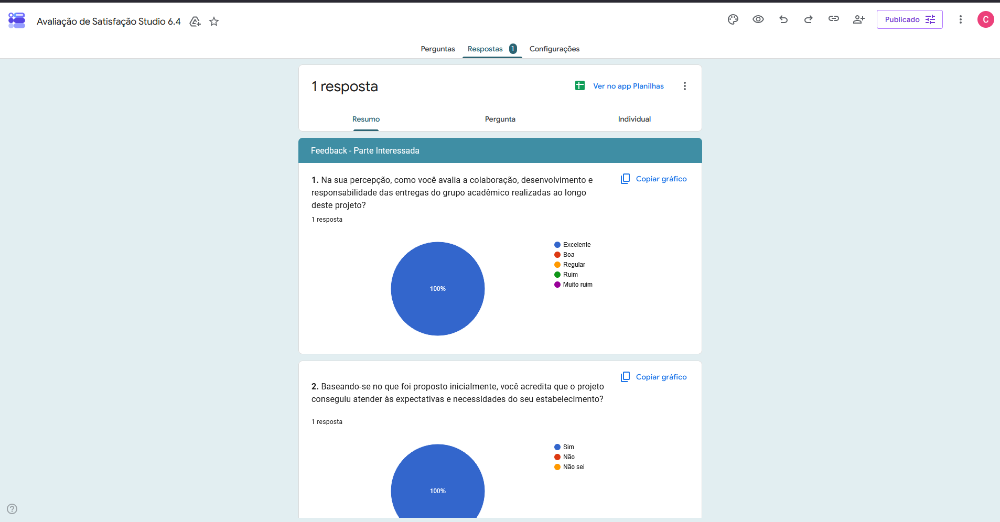 Avaliação de Satisfação Studio 6.4
Publicado
C
Perguntas
Respostas 1
Configurações
1 resposta
Ver no app Planilhas
Resumo
Pergunta
Individual
Feedback - Parte Interessada
1. Na sua percepção, como você avalia a colaboração, desenvolvimento e
responsabilidade das entregas do grupo acadêmico realizadas ao longo
deste projeto?
Copiar gráfico
1 resposta
100%
Excelente
Boa
Regular
Ruim
Muito ruim
Copiar gráfico
2. Baseando-se no que foi proposto inicialmente, você acredita que o projeto
conseguiu atender às expectativas e necessidades do seu estabelecimento?
1 resposta
100%
Sim
Não
Não sei